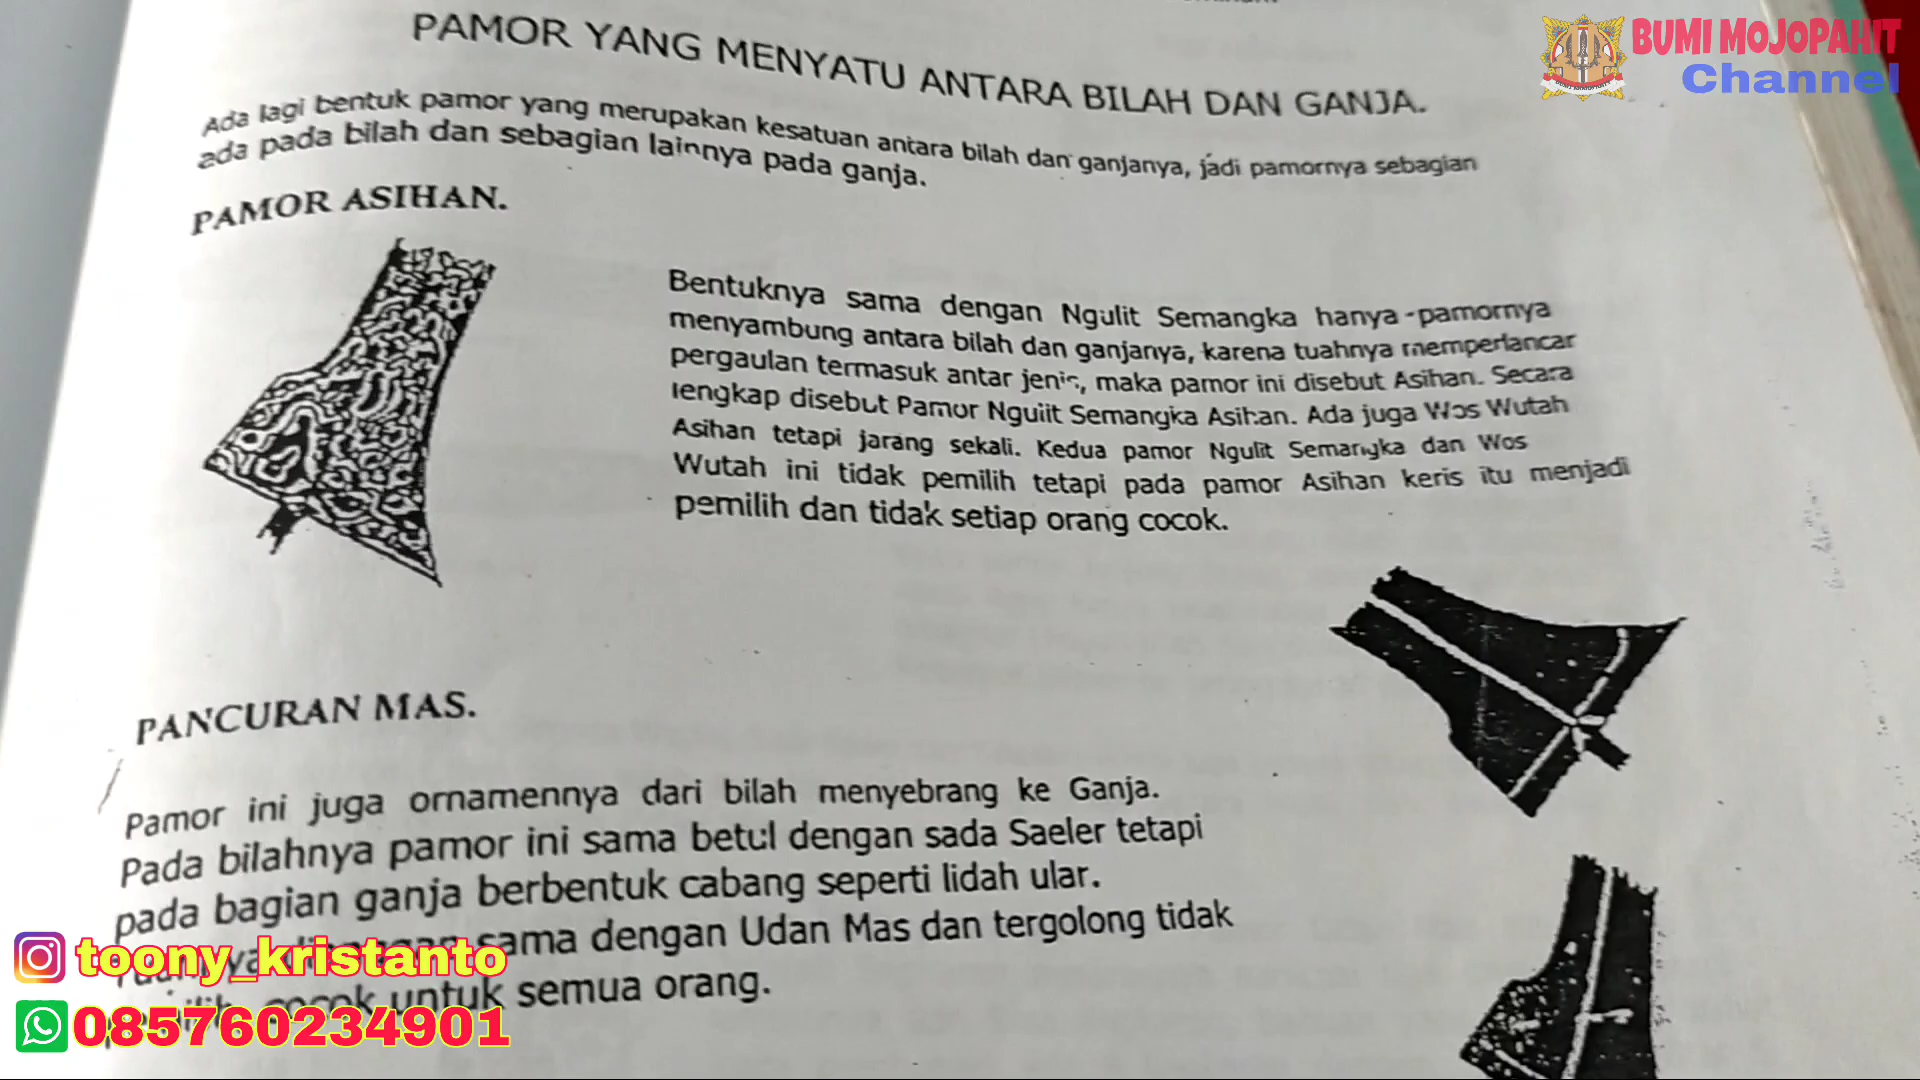 PAMOR YANG MENYATU ANTARA BILAH DAN GANJA.
BUMI MOJOPAHIT
Channel
Ada lagi bentuk pamor yang merupakan kesatuan antara bilah dan ganjanya, jadi pamornya sebagian
ada pada bilah dan sebagian lainnya pada ganja.
PAMOR ASIHAN.
Bentuknya sama dengan Ngulit Semangka hanya pamornya
menyambung antara bilah dan ganjanya, karena tuahnya memperlancar
pergaulan termasuk antar jenis, maka pamor ini disebut Asihan. Secara
lengkap disebut Pamor Ngulit Semangka Asihan. Ada juga Wos Wutah
Asihan tetapi jarang sekali. Kedua pamor Ngulit Semangka dan Wos
Wutah ini tidak pemilih tetapi pada pamor Asihan keris itu menjadi
pemilih dan tidak setiap orang cocok.
PANCURAN MAS.
Pamor ini juga ornamennya dari bilah menyebrang ke Ganja.
Pada bilahnya pamor ini sama betul dengan sada Saeler tetapi
pada bagian ganja berbentuk cabang seperti lidah ular.
sama dengan Udan Mas dan tergolong tidak
cocok untuk semua orang.
toony_kristanto
085760234901